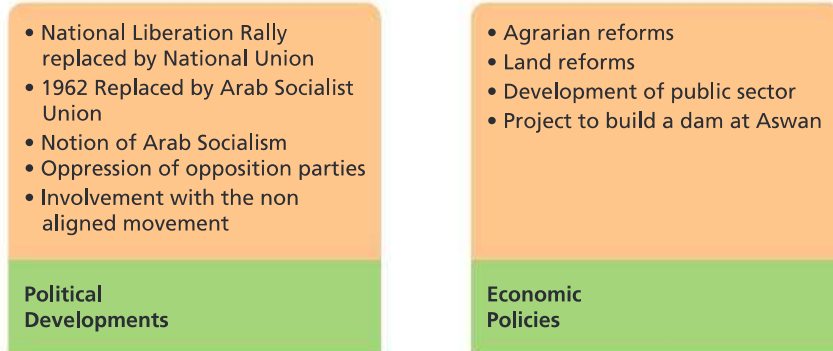 • National Liberation Rally
replaced by National Union
• 1962 Replaced by Arab Socialist
Union
• Notion of Arab Socialism
• Oppression of opposition parties
• Involvement with the non
aligned movement
Political
Developments
• Agrarian reforms
• Land reforms
• Development of public sector
• Project to build a dam at Aswan
Economic
Policies